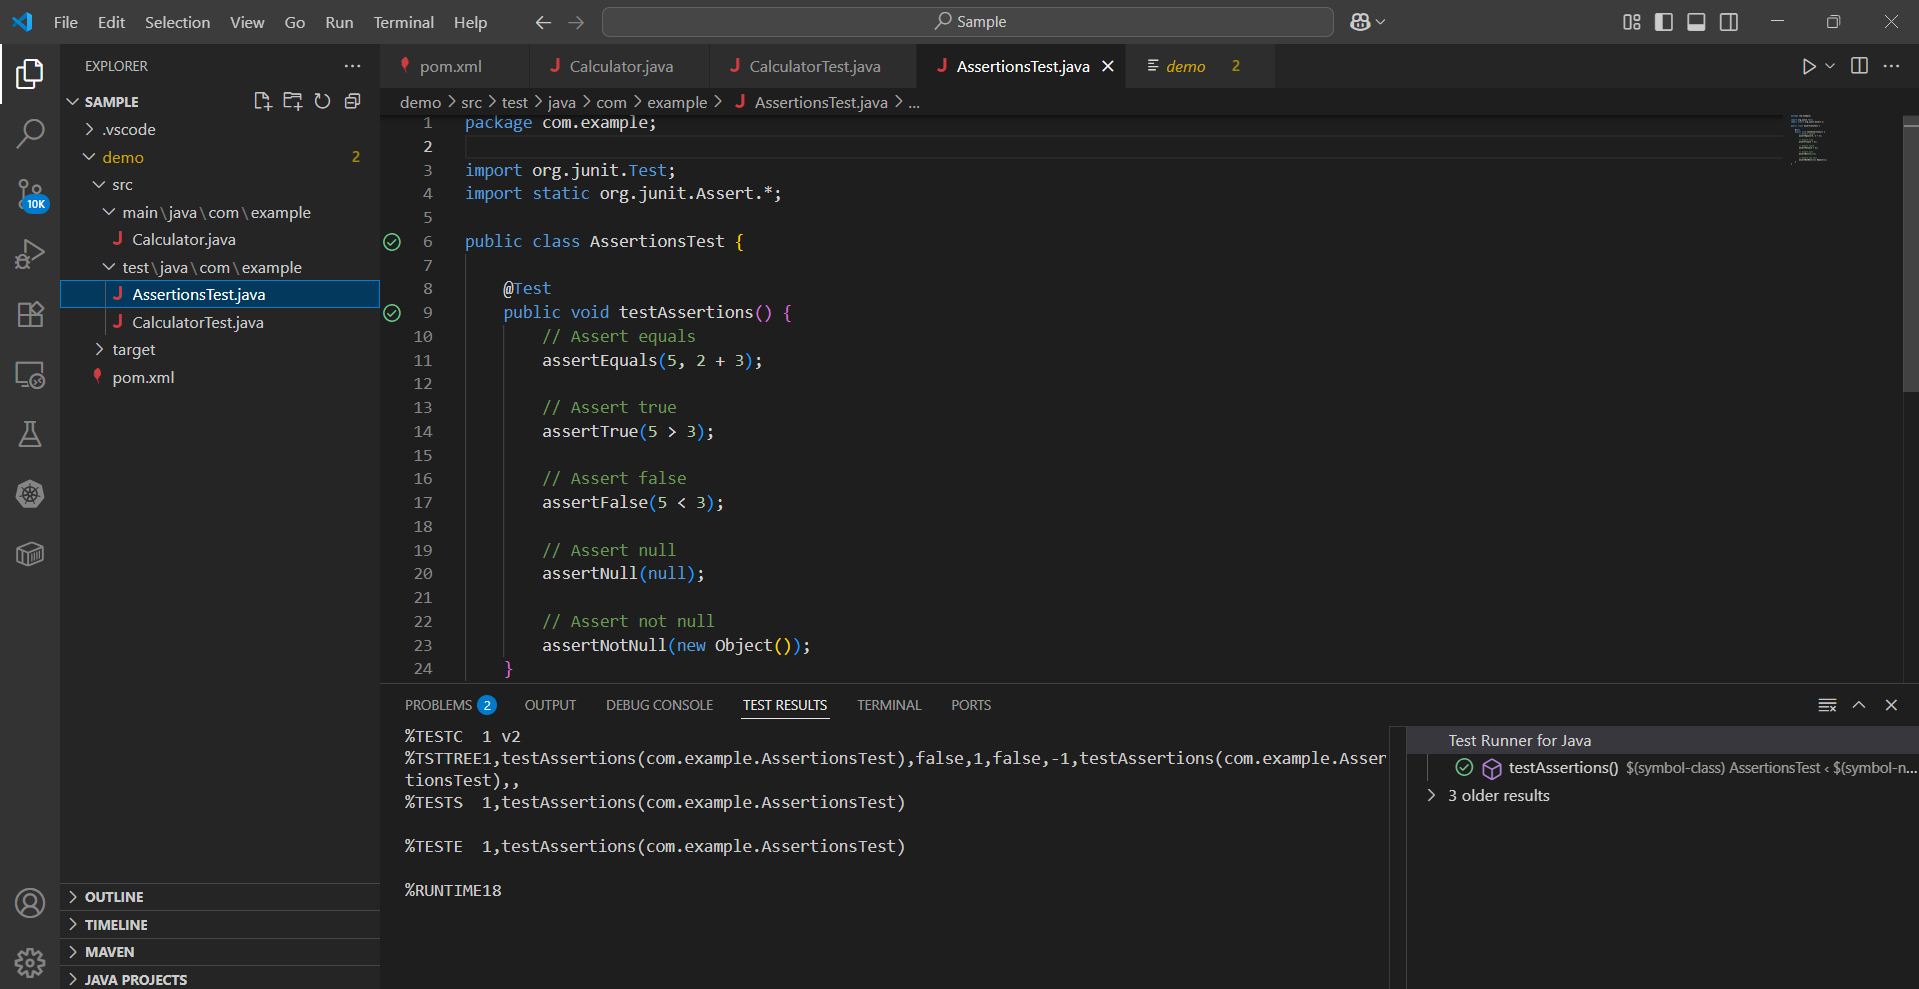 File Edit Selection View Go Run Terminal Help
Sample
EXPLORER
SAMPLE
.vscode
demo 2
src
main\java\com\example
Calculator.java
test\java\com\example
AssertionsTest.java
CalculatorTest.java
target
pom.xml
10K
OUTLINE
TIMELINE
MAVEN
JAVA PROJECTS
pom.xml Calculator.java CalculatorTest.java AssertionsTest.java demo 2
demo > src > test > java > com > example > AssertionsTest.java > ...
1 package com.example;
2
3 import org.junit.Test;
4 import static org.junit.Assert.*;
5
6 public class AssertionsTest {
7
8 @Test
9 public void testAssertions() {
10 // Assert equals
11 assertEquals(5, 2 + 3);
12
13 // Assert true
14 assertTrue(5 > 3);
15
16 // Assert false
17 assertFalse(5 < 3);
18
19 // Assert null
20 assertNull(null);
21
22 // Assert not null
23 assertNotNull(new Object());
24 }
PROBLEMS 2 OUTPUT DEBUG CONSOLE TEST RESULTS TERMINAL PORTS
%TESTC 1 v2
%TSTTREE1,testAssertions(com.example.AssertionsTest),false,1,false,-1,testAssertions(com.example.Asser
tionsTest),,
%TESTS 1,testAssertions(com.example.AssertionsTest)
%TESTE 1,testAssertions(com.example.AssertionsTest)
%RUNTIME18
Test Runner for Java
testAssertions() $(symbol-class) AssertionsTest < $(symbol-n...
3 older results